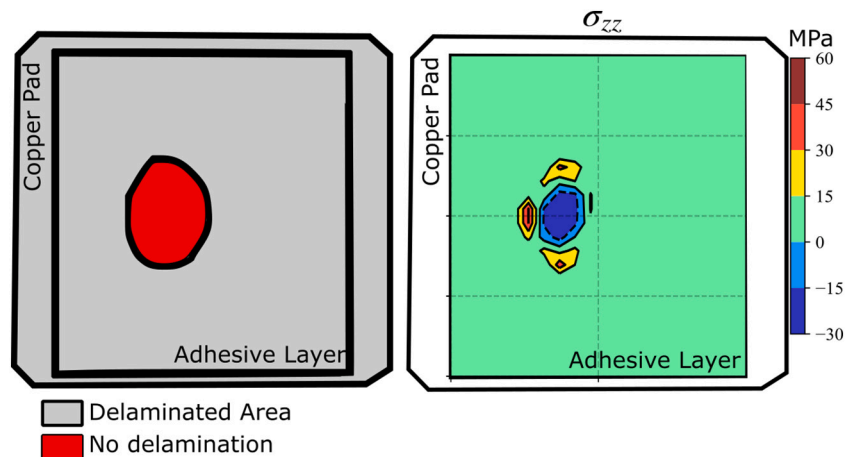 Copper Pad
Adhesive Layer
Delaminated Area
No delamination
σzz
Copper Pad
Adhesive Layer
MPa
60
45
30
15
0
−15
−30